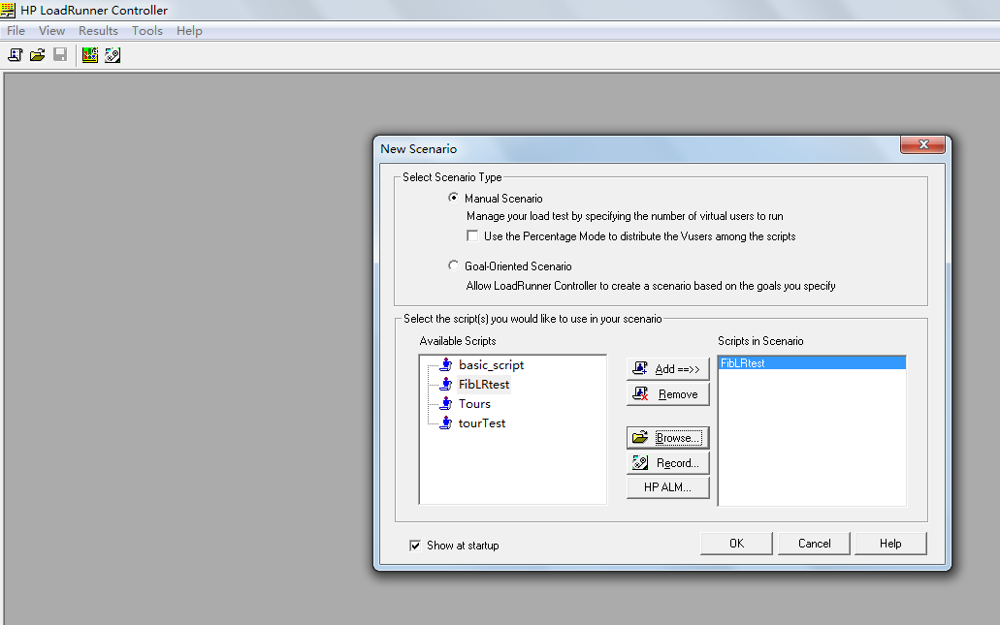 HP LoadRunner Controller
File View Results Tools Help
New Scenario
Select Scenario Type
Manual Scenario
Manage your load test by specifying the number of virtual users to run
Use the Percentage Mode to distribute the Vusers among the scripts
Goal-Oriented Scenario
Allow LoadRunner Controller to create a scenario based on the goals you specify
Select the script(s) you would like to use in your scenario
Available Scripts
basic_script
FibLRtest
Tours
tourTest
Add ==>>
Remove
Browse...
Record...
HP ALM...
Scripts in Scenario
FibLRtest
Show at startup
OK Cancel Help